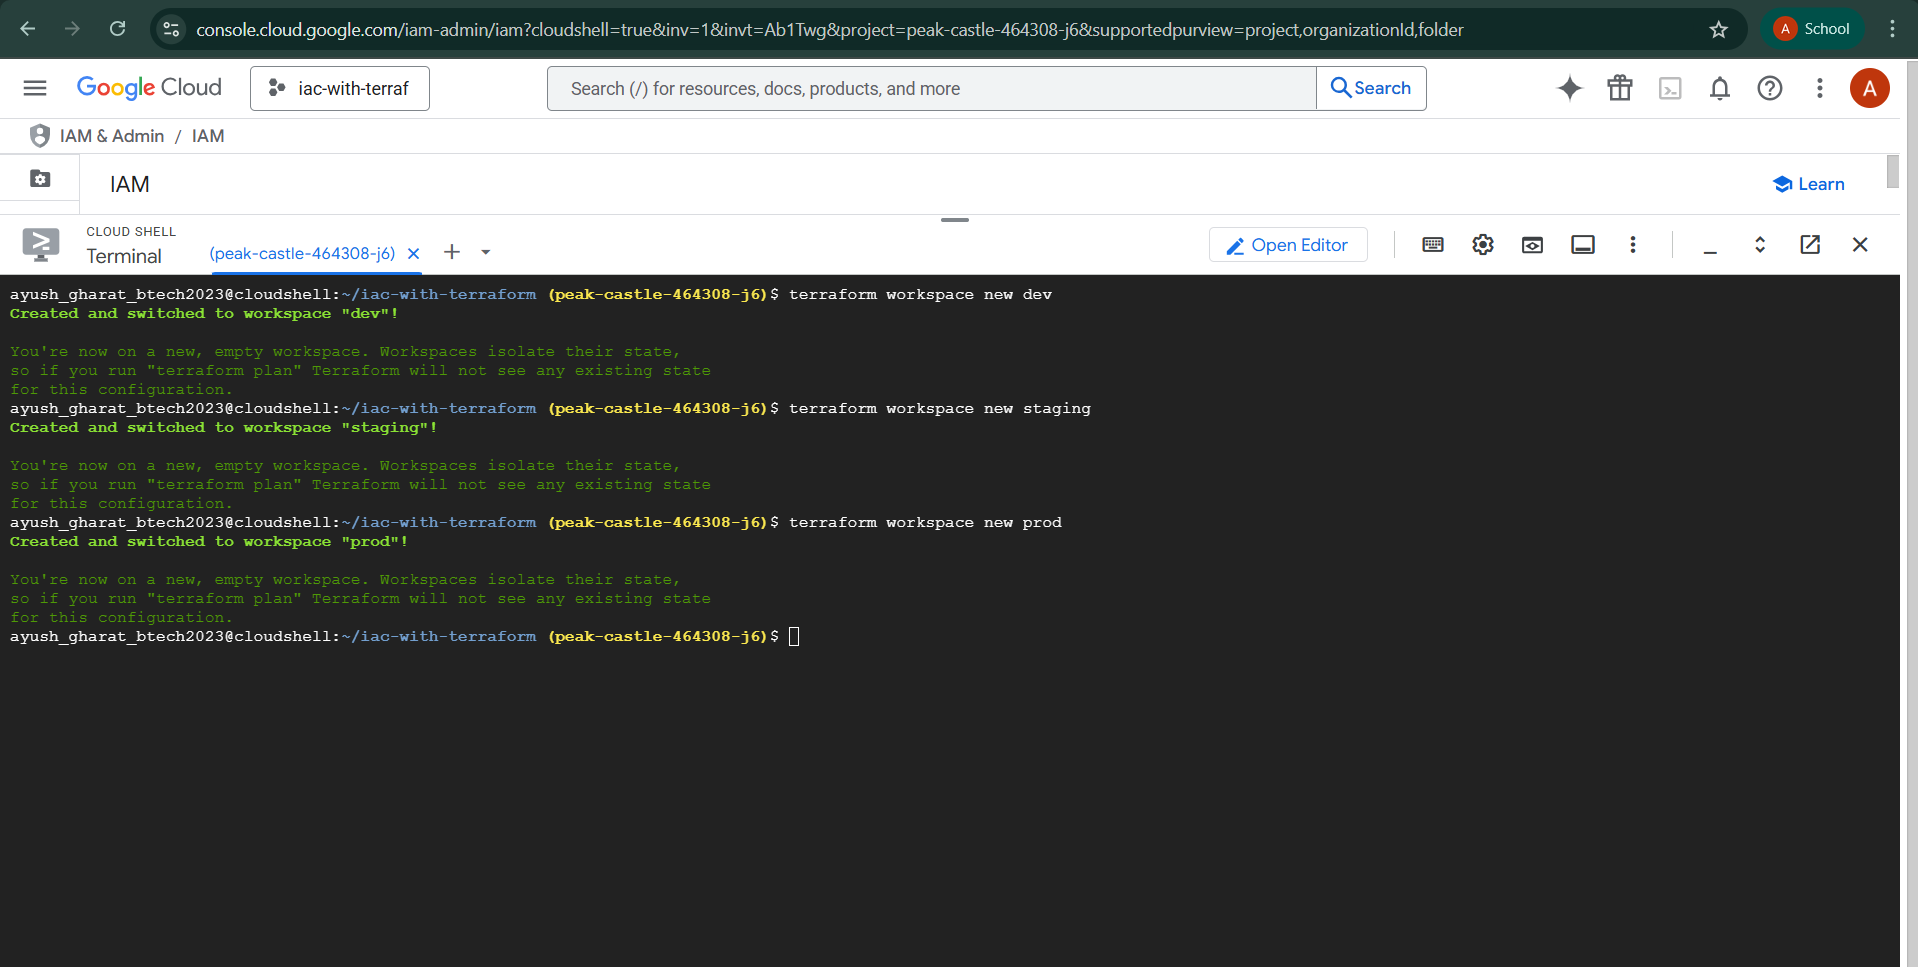 console.cloud.google.com/iam-admin/iam?cloudshell=true&inv=1&invt=Ab1Twg&project=peak-castle-464308-j6&supportedpurview=project,organizationId,folder
A School
Google Cloud
iac-with-terraf
Search (/) for resources, docs, products, and more
Search
A
IAM & Admin / IAM
IAM
Learn
CLOUD SHELL
Terminal
(peak-castle-464308-j6)
Open Editor
ayush_gharat_btech2023@cloudshell:~/iac-with-terraform (peak-castle-464308-j6)$ terraform workspace new dev
Created and switched to workspace "dev"!
You're now on a new, empty workspace. Workspaces isolate their state,
so if you run "terraform plan" Terraform will not see any existing state
for this configuration.
ayush_gharat_btech2023@cloudshell:~/iac-with-terraform (peak-castle-464308-j6)$ terraform workspace new staging
Created and switched to workspace "staging"!
You're now on a new, empty workspace. Workspaces isolate their state,
so if you run "terraform plan" Terraform will not see any existing state
for this configuration.
ayush_gharat_btech2023@cloudshell:~/iac-with-terraform (peak-castle-464308-j6)$ terraform workspace new prod
Created and switched to workspace "prod"!
You're now on a new, empty workspace. Workspaces isolate their state,
so if you run "terraform plan" Terraform will not see any existing state
for this configuration.
ayush_gharat_btech2023@cloudshell:~/iac-with-terraform (peak-castle-464308-j6)$